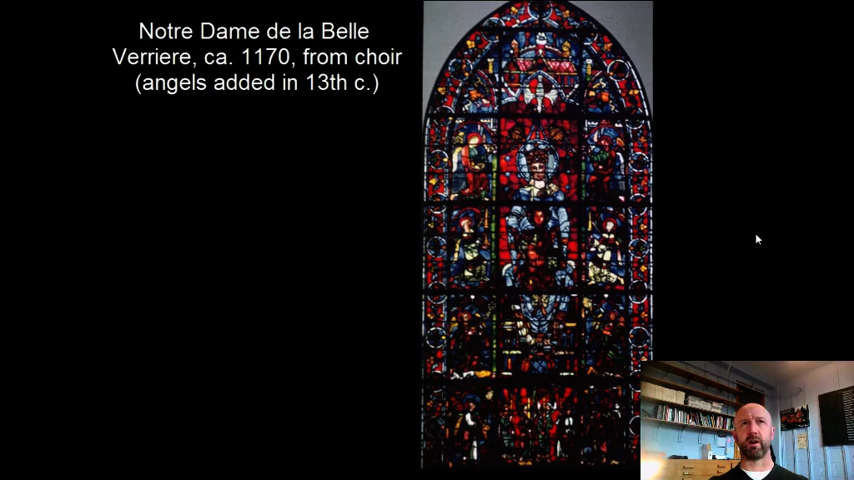 Notre Dame de la Belle
Verriere, ca. 1170, from choir
(angels added in 13th c.)